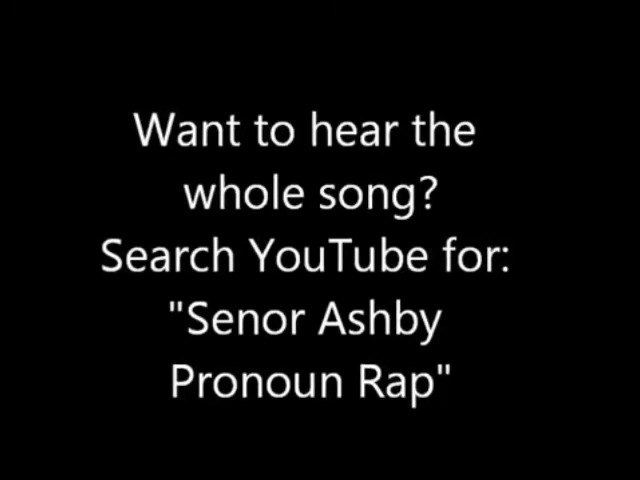 Want to hear the
whole song?
Search YouTube for:
"Senor Ashby
Pronoun Rap"